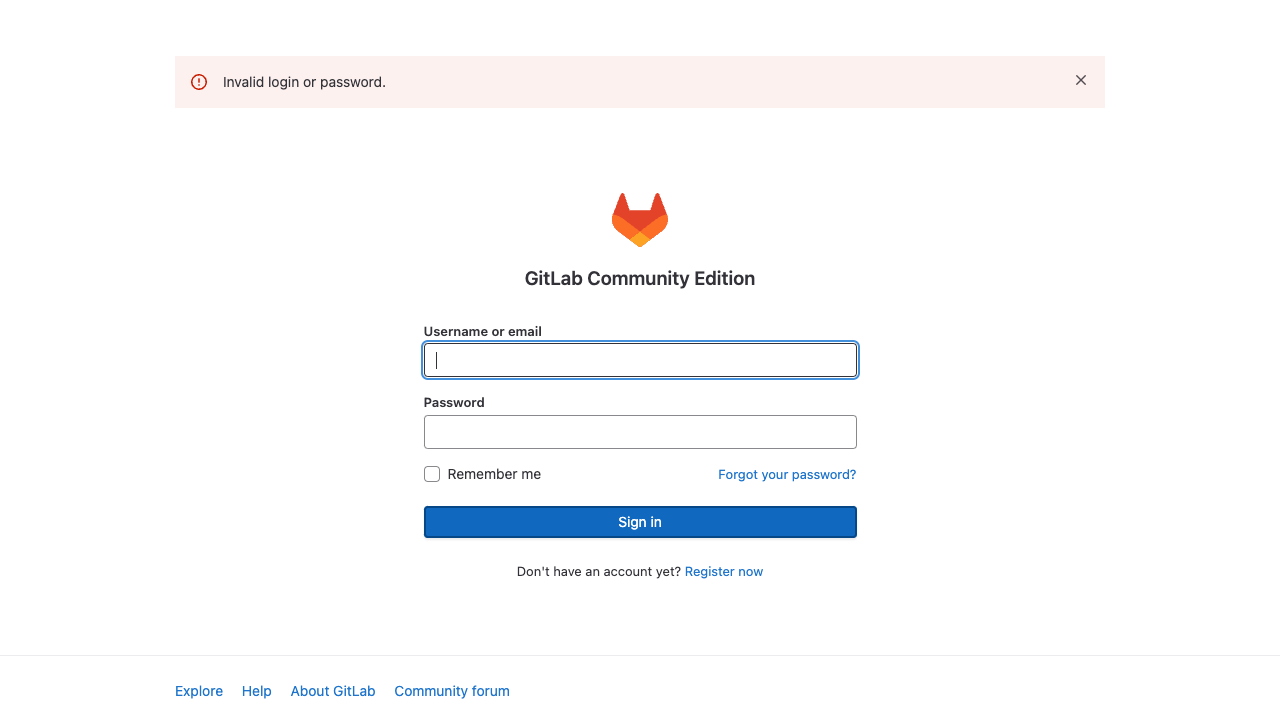 Invalid login or password.
GitLab Community Edition
Username or email
Password
Remember me
Forgot your password?
Sign in
Don't have an account yet? Register now
Explore Help About GitLab Community forum